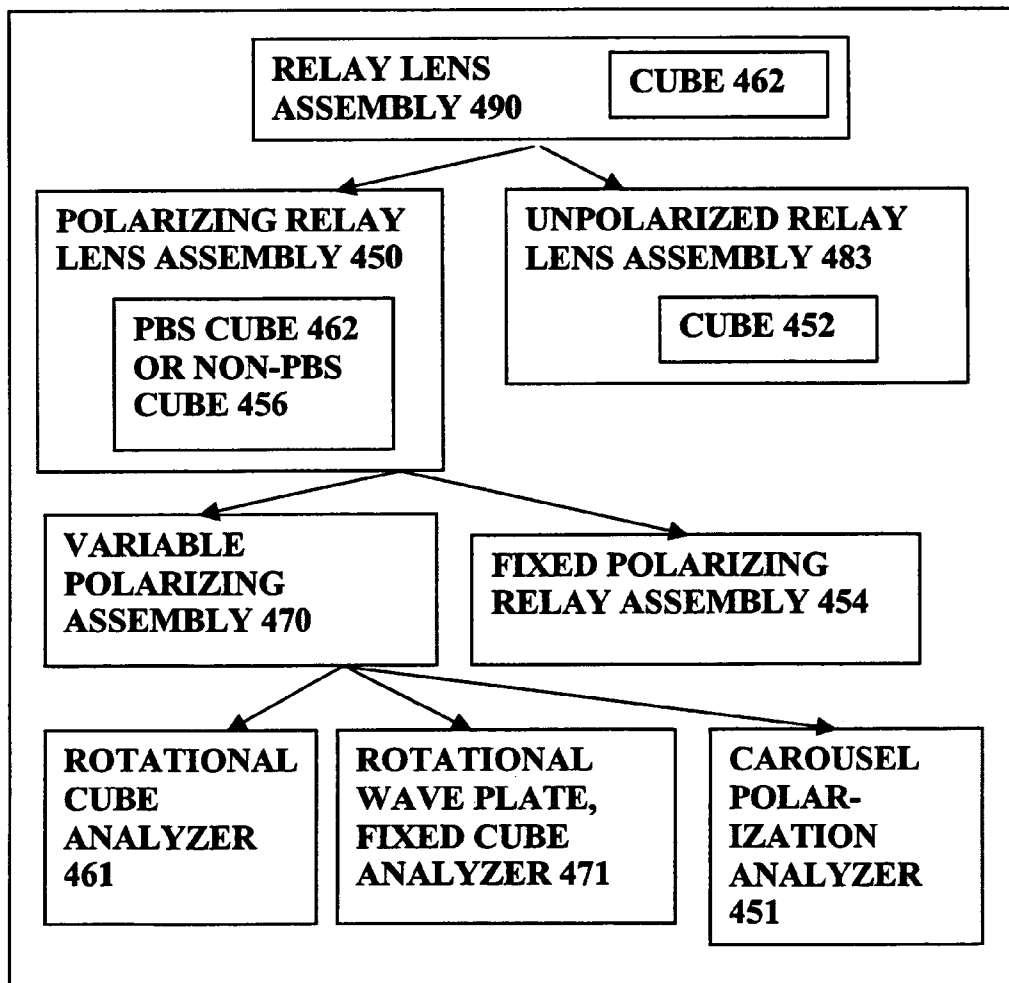 RELAY LENS
ASSEMBLY 490
CUBE 462
POLARIZING RELAY
LENS ASSEMBLY 450
PBS CUBE 462
OR NON-PBS
CUBE 456
UNPOLARIZED RELAY
LENS ASSEMBLY 483
CUBE 452
VARIABLE
POLARIZING
ASSEMBLY 470
FIXED POLARIZING
RELAY ASSEMBLY 454
ROTATIONAL
CUBE
ANALYZER
461
ROTATIONAL
WAVE PLATE,
FIXED CUBE
ANALYZER 471
CAROUSEL
POLAR-
IZATION
ANALYZER
451